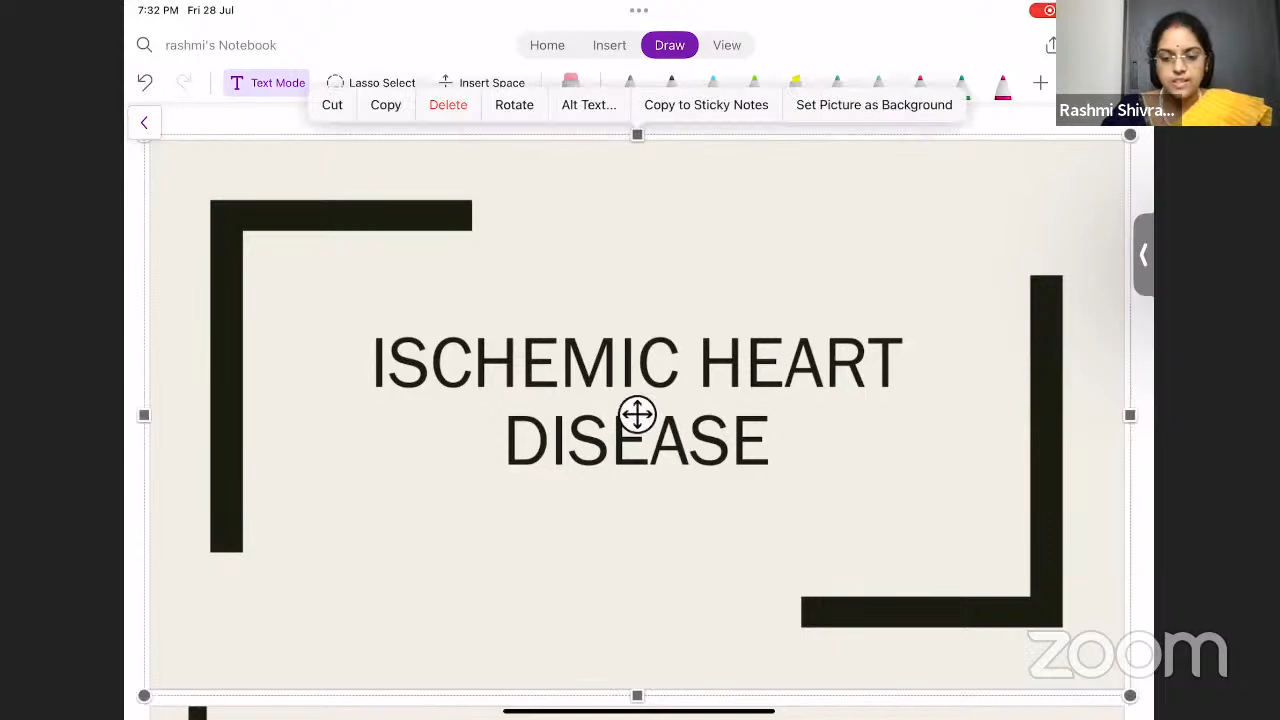 7:32 PM Fri 28 Jul
rashmi's Notebook
Home Insert Draw View
T Text Mode Lasso Select Insert Space
Cut Copy Delete Rotate Alt Text... Copy to Sticky Notes Set Picture as Background
Rashmi Shivra...
ISCHEMIC HEART
DISEASE
zoom